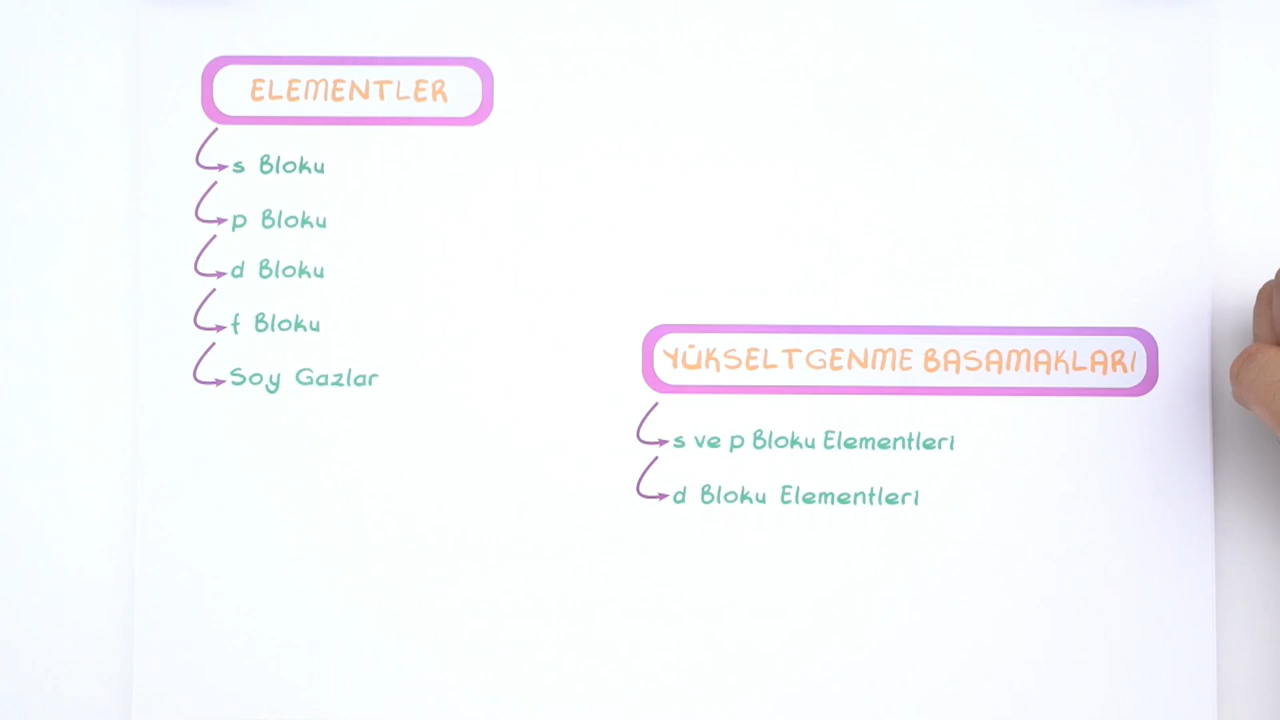 ELEMENTLER
s Bloku
p Bloku
d Bloku
f Bloku
Soy Gazlar
YÜKSELTGENME BASAMAKLARI
s ve p Bloku Elementleri
d Bloku Elementleri